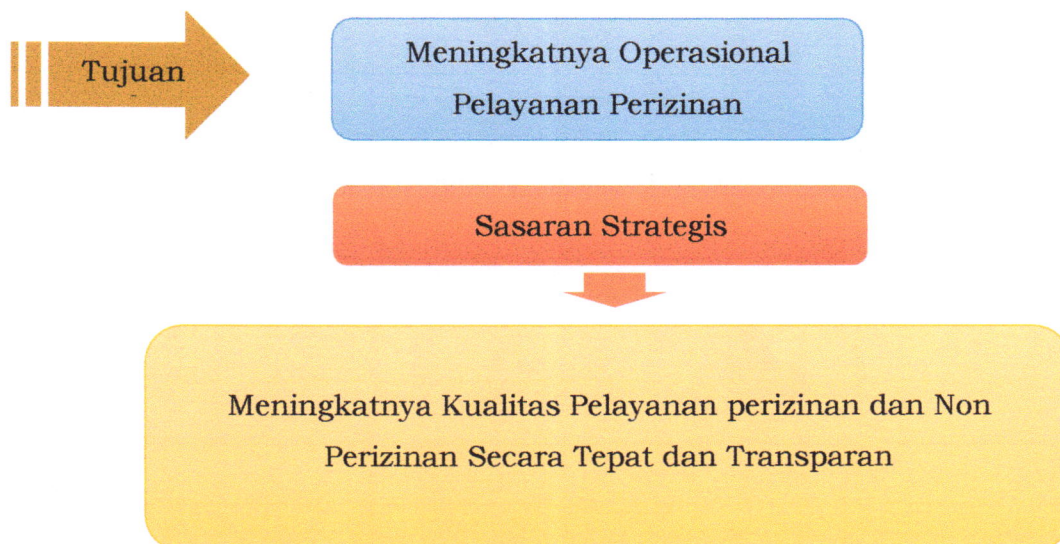 Tujuan
Meningkatnya Operasional
Pelayanan Perizinan
Sasaran Strategis
Meningkatnya Kualitas Pelayanan perizinan dan Non
Perizinan Secara Tepat dan Transparan